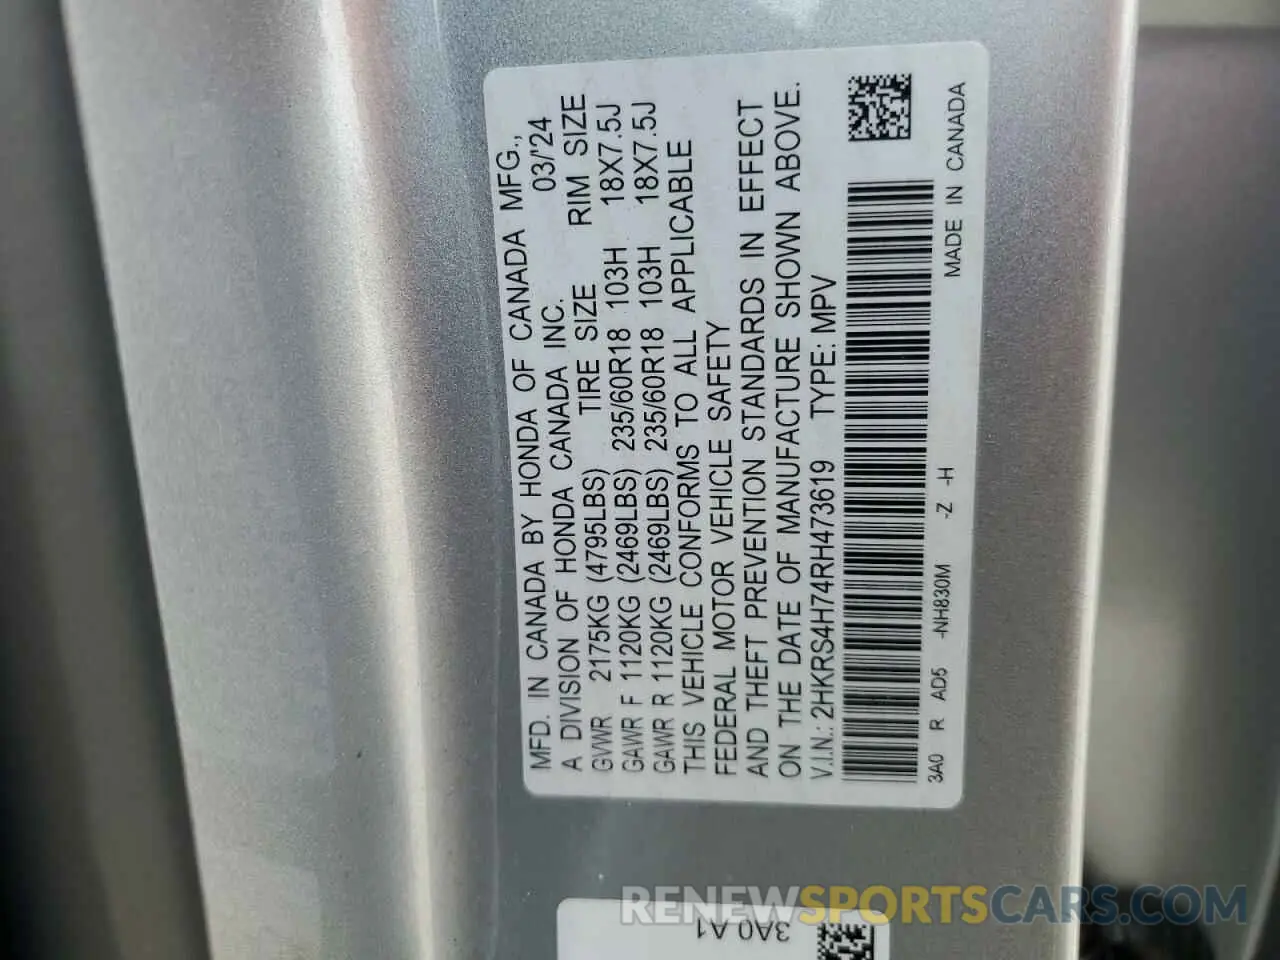 MFD. IN CANADA BY HONDA OF CANADA MFG.,
A DIVISION OF HONDA CANADA INC. 03/'24
GVWR 2175KG (4795LBS) TIRE SIZE RIM SIZE
GAWR F 1120KG (2469LBS) 235/60R18 103H 18X7.5J
GAWR R 1120KG (2469LBS) 235/60R18 103H 18X7.5J
THIS VEHICLE CONFORMS TO ALL APPLICABLE
FEDERAL MOTOR VEHICLE SAFETY
AND THEFT PREVENTION STANDARDS IN EFFECT
ON THE DATE OF MANUFACTURE SHOWN ABOVE.
V.I.N.: 2HKRS4H74RH473619 TYPE: MPV
3A0 R AD5 -NH830M -Z -H MADE IN CANADA
3A0 A1
RENEWSPORTSCARS.COM